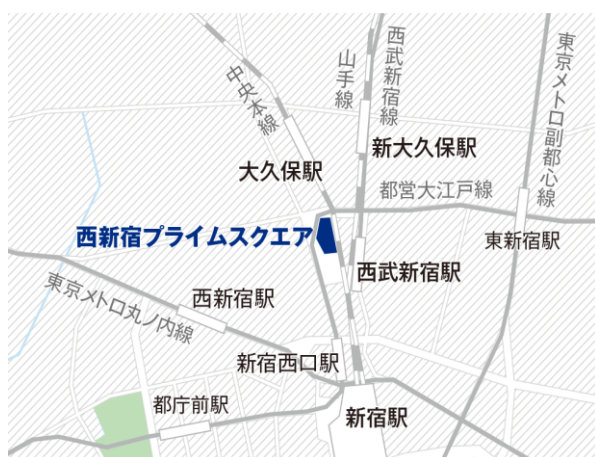 中央本線
山手線
西武新宿線
東京メトロ副都心線
大久保駅
新大久保駅
都営大江戸線
西新宿プライムスクエア
東新宿駅
西武新宿駅
東京メトロ丸ノ内線
西新宿駅
新宿西口駅
都庁前駅
新宿駅